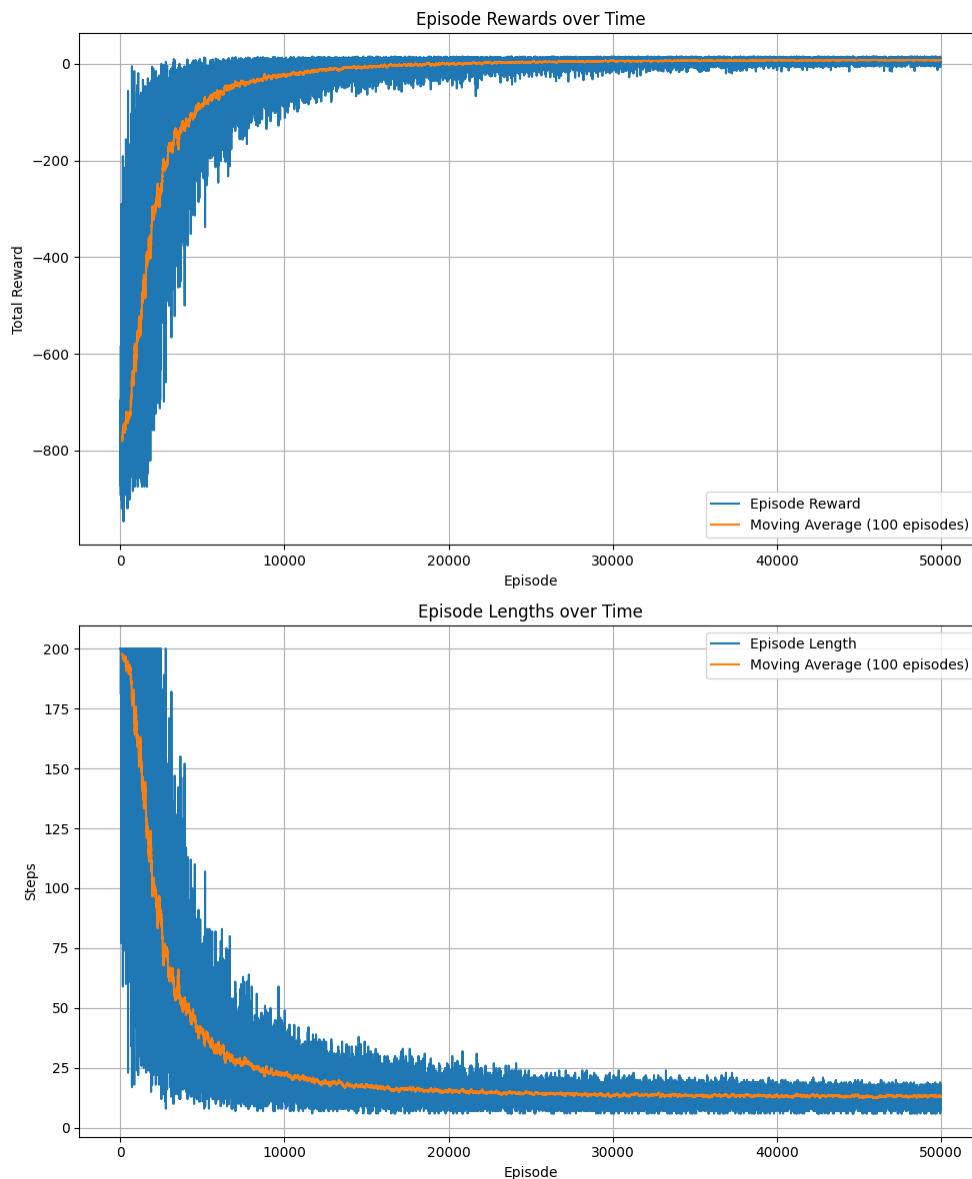 Episode Rewards over Time
0
−200
−400
−600
−800
Total Reward
Episode Reward
Moving Average (100 episodes)
0 10000 20000 30000 40000 50000
Episode
Episode Lengths over Time
200
175
150
125
100
75
50
25
0
Steps
Episode Length
Moving Average (100 episodes)
0 10000 20000 30000 40000 50000
Episode